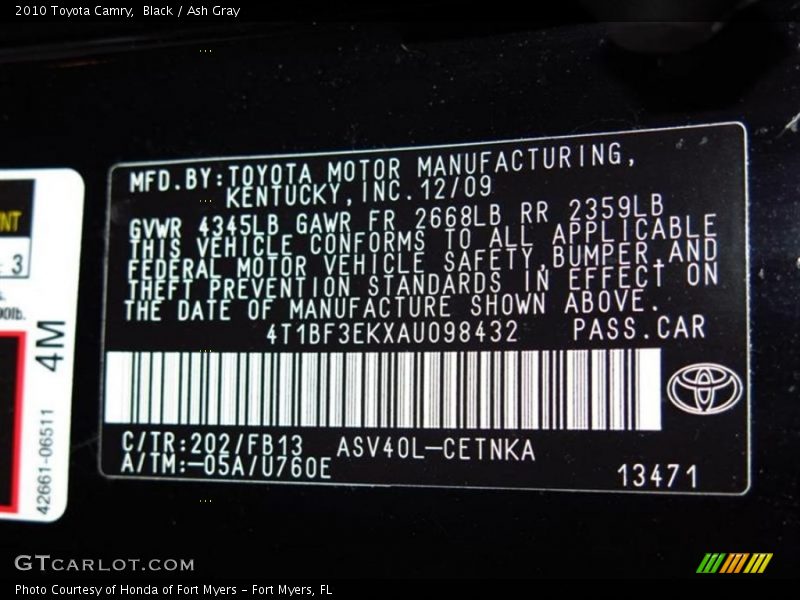 2010 Toyota Camry,  Black / Ash Gray
MFD.BY:TOYOTA MOTOR MANUFACTURING,
KENTUCKY,INC.12/09
GVWR 4345LB GAWR FR 2668LB RR 2359LB
THIS VEHICLE CONFORMS TO ALL APPLICABLE
FEDERAL MOTOR VEHICLE SAFETY,BUMPER,AND
THEFT PREVENTION STANDARDS IN EFFECT ON
THE DATE OF MANUFACTURE SHOWN ABOVE.
4T1BF3EKXAU098432 PASS.CAR
C/TR:202/FB13 ASV40L-CETNKA
A/TM:-05A/U760E
13471
3
4M
42661-06511
GTCARLOT.COM
Photo Courtesy of Honda of Fort Myers - Fort Myers, FL